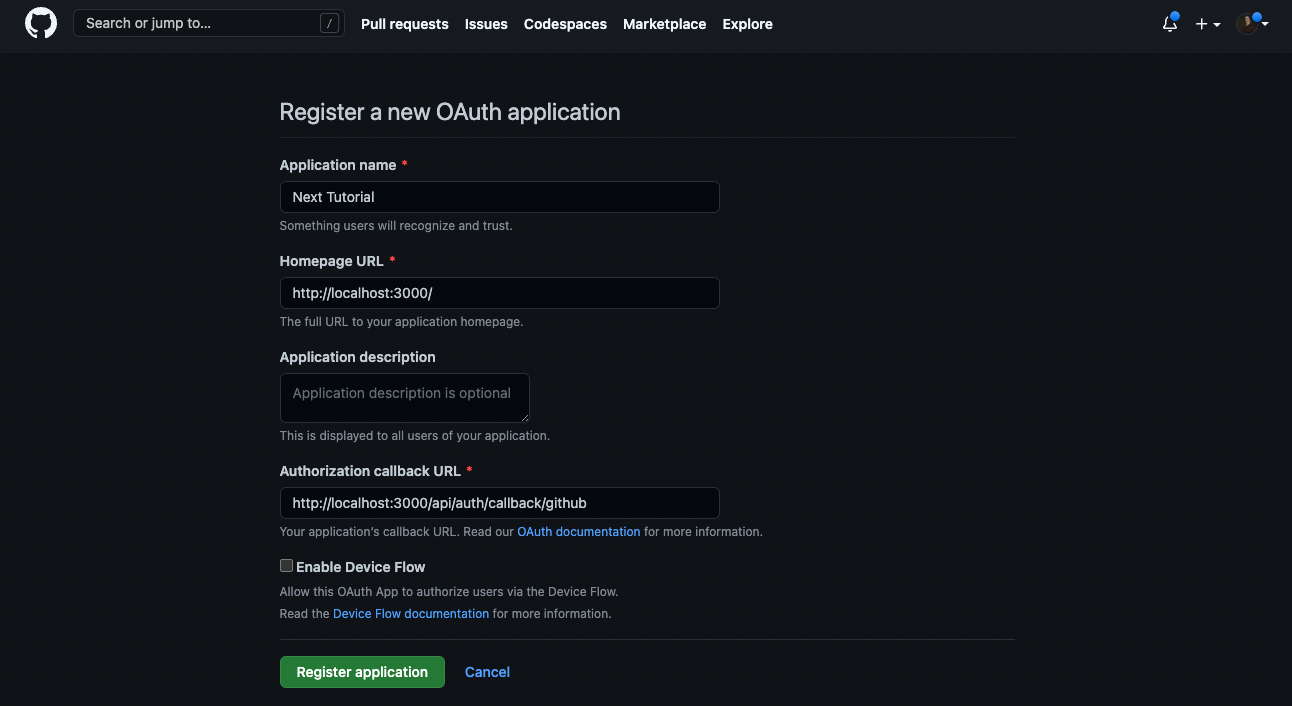 Search or jump to... /
Pull requests Issues Codespaces Marketplace Explore
Register a new OAuth application
Application name *
Next Tutorial
Something users will recognize and trust.
Homepage URL *
http://localhost:3000/
The full URL to your application homepage.
Application description
Application description is optional
This is displayed to all users of your application.
Authorization callback URL *
http://localhost:3000/api/auth/callback/github
Your application's callback URL. Read our OAuth documentation for more information.
Enable Device Flow
Allow this OAuth App to authorize users via the Device Flow.
Read the Device Flow documentation for more information.
Register application Cancel